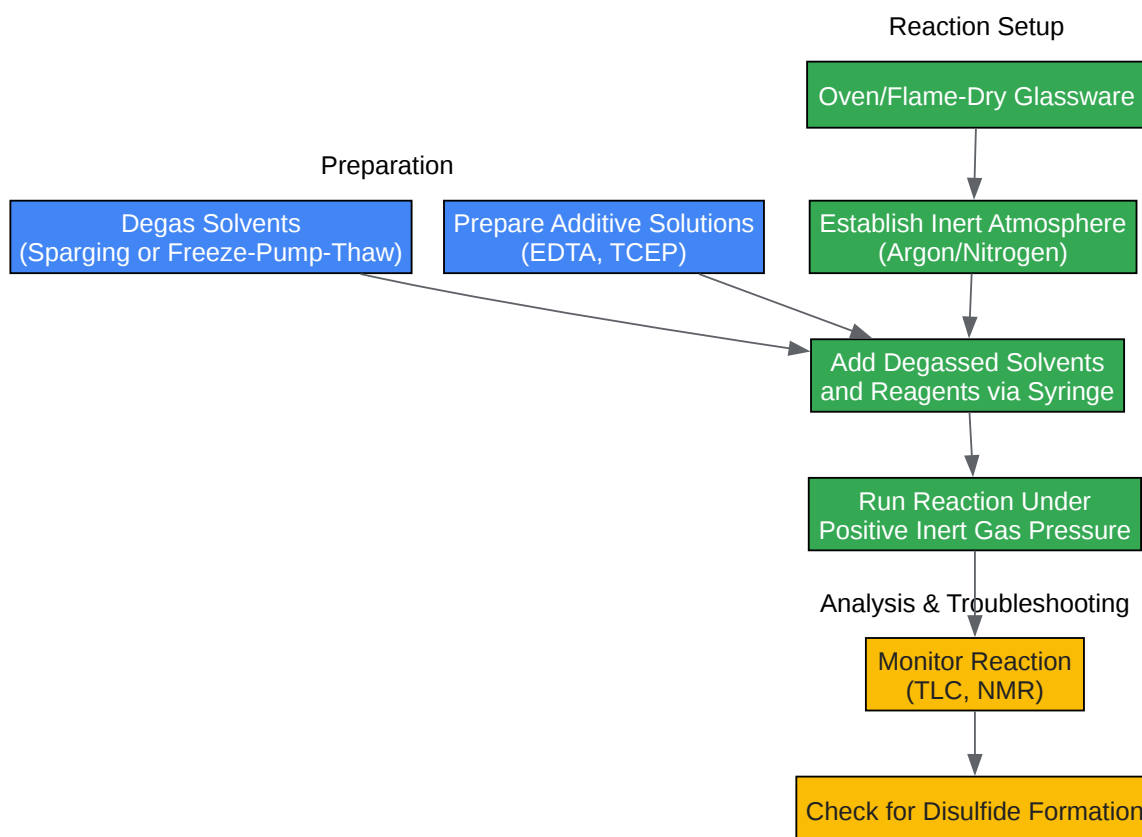 Reaction Setup
Oven/Flame-Dry Glassware
Preparation
Degas Solvents
(Sparging or Freeze-Pump-Thaw)
Prepare Additive Solutions
(EDTA, TCEP)
Establish Inert Atmosphere
(Argon/Nitrogen)
Add Degassed Solvents
and Reagents via Syringe
Run Reaction Under
Positive Inert Gas Pressure
Analysis & Troubleshooting
Monitor Reaction
(TLC, NMR)
Check for Disulfide Formation